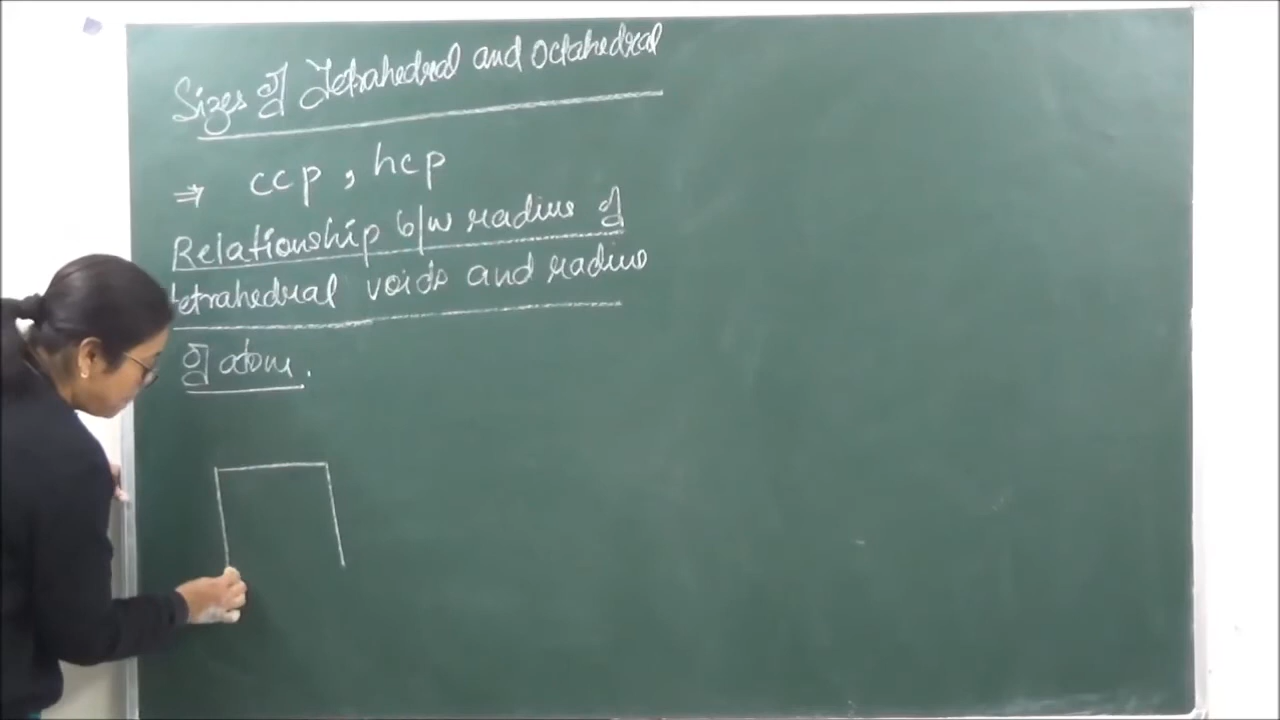 Sizes of Tetrahedral and Octahedral
⇒ ccp, hcp
Relationship b/w radius of
tetrahedral voids and radius
of atom.